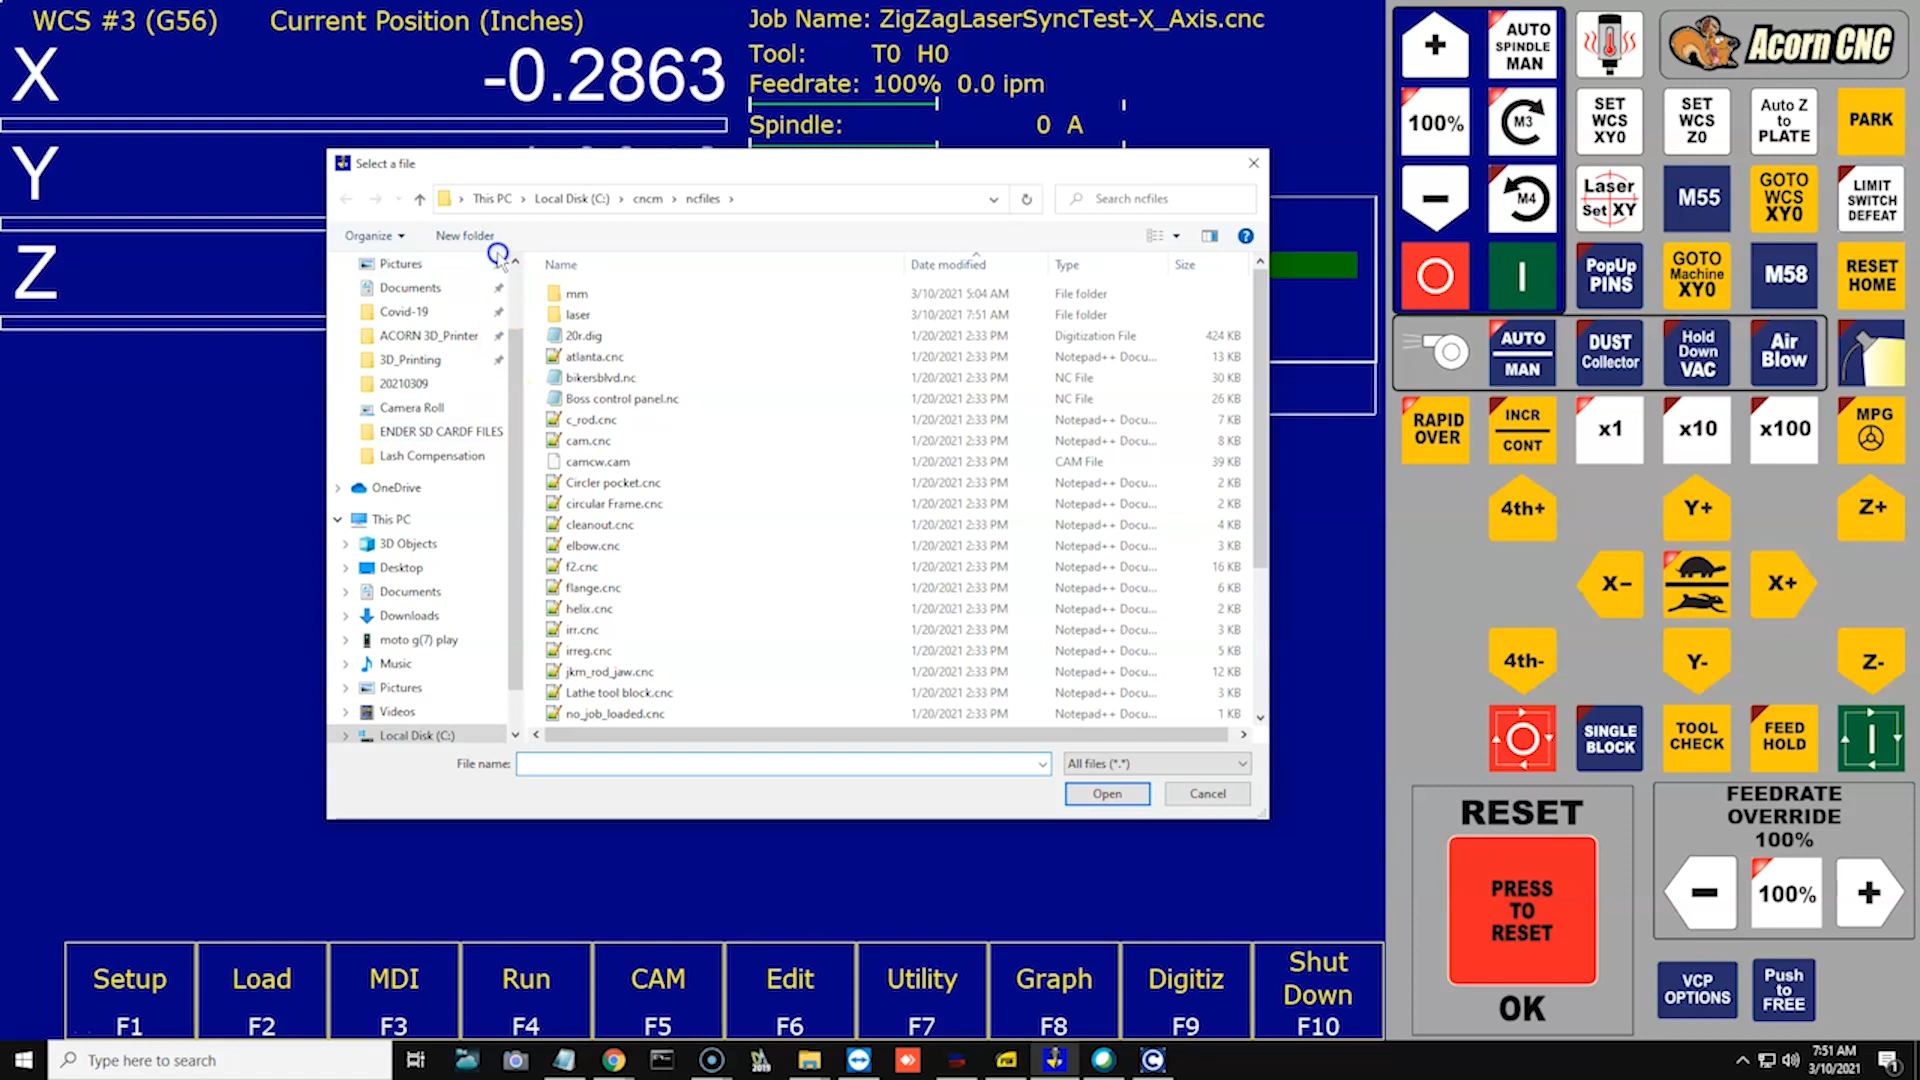 WCS #3 (G56) Current Position (Inches)
X -0.2863
Y
Z
Job Name: ZigZagLaserSyncTest-X_Axis.cnc
Tool: T0 H0
Feedrate: 100% 0.0 ipm
Spindle: 0 A
Select a file
This PC > Local Disk (C:) > cncm > ncfiles >
Search ncfiles
Organize
New folder
Pictures
Documents
Covid-19
ACORN 3D_Printer
3D_Printing
20210309
Camera Roll
ENDER SD CARDF FILES
Lash Compensation
OneDrive
This PC
3D Objects
Desktop
Documents
Downloads
moto g(7) play
Music
Pictures
Videos
Local Disk (C:)
Name Date modified Type Size
mm 3/10/2021 5:04 AM File folder
laser 3/10/2021 7:51 AM File folder
20r.dig 1/20/2021 2:33 PM Digitization File 424 KB
atlanta.cnc 1/20/2021 2:33 PM Notepad++ Docu... 13 KB
bikersblvd.nc 1/20/2021 2:33 PM NC File 30 KB
Boss control panel.nc 1/20/2021 2:33 PM NC File 26 KB
c_rod.cnc 1/20/2021 2:33 PM Notepad++ Docu... 7 KB
cam.cnc 1/20/2021 2:33 PM Notepad++ Docu... 8 KB
camcw.cam 1/20/2021 2:33 PM CAM File 39 KB
Circler pocket.cnc 1/20/2021 2:33 PM Notepad++ Docu... 2 KB
circular Frame.cnc 1/20/2021 2:33 PM Notepad++ Docu... 2 KB
cleanout.cnc 1/20/2021 2:33 PM Notepad++ Docu... 4 KB
elbow.cnc 1/20/2021 2:33 PM Notepad++ Docu... 3 KB
f2.cnc 1/20/2021 2:33 PM Notepad++ Docu... 16 KB
flange.cnc 1/20/2021 2:33 PM Notepad++ Docu... 6 KB
helix.cnc 1/20/2021 2:33 PM Notepad++ Docu... 2 KB
irr.cnc 1/20/2021 2:33 PM Notepad++ Docu... 3 KB
irreg.cnc 1/20/2021 2:33 PM Notepad++ Docu... 5 KB
jkm_rod_jaw.cnc 1/20/2021 2:33 PM Notepad++ Docu... 12 KB
Lathe tool block.cnc 1/20/2021 2:33 PM Notepad++ Docu... 3 KB
no_job_loaded.cnc 1/20/2021 2:33 PM Notepad++ Docu... 1 KB
File name:
All files (*.*)
Open
Cancel
+
AUTO
SPINDLE
MAN
Acorn CNC
100%
M3
SET
WCS
XY0
SET
WCS
Z0
Auto Z
to
PLATE
PARK
-
M4
Laser
Set XY
M55
GOTO
WCS
XY0
LIMIT
SWITCH
DEFEAT
PopUp
PINS
GOTO
Machine
XY0
M58
RESET
HOME
AUTO
MAN
DUST
Collector
Hold
Down
VAC
Air
Blow
RAPID
OVER
INCR
CONT
x1
x10
x100
MPG
4th+
Y+
Z+
X-
X+
4th-
Y-
Z-
SINGLE
BLOCK
TOOL
CHECK
FEED
HOLD
RESET
PRESS
TO
RESET
OK
FEEDRATE
OVERRIDE
100%
-
100%
+
VCP
OPTIONS
Push
to
FREE
Setup
F1
Load
F2
MDI
F3
Run
F4
CAM
F5
Edit
F6
Utility
F7
Graph
F8
Digitiz
F9
Shut
Down
F10
Type here to search
2019
7:51 AM
3/10/2021
1